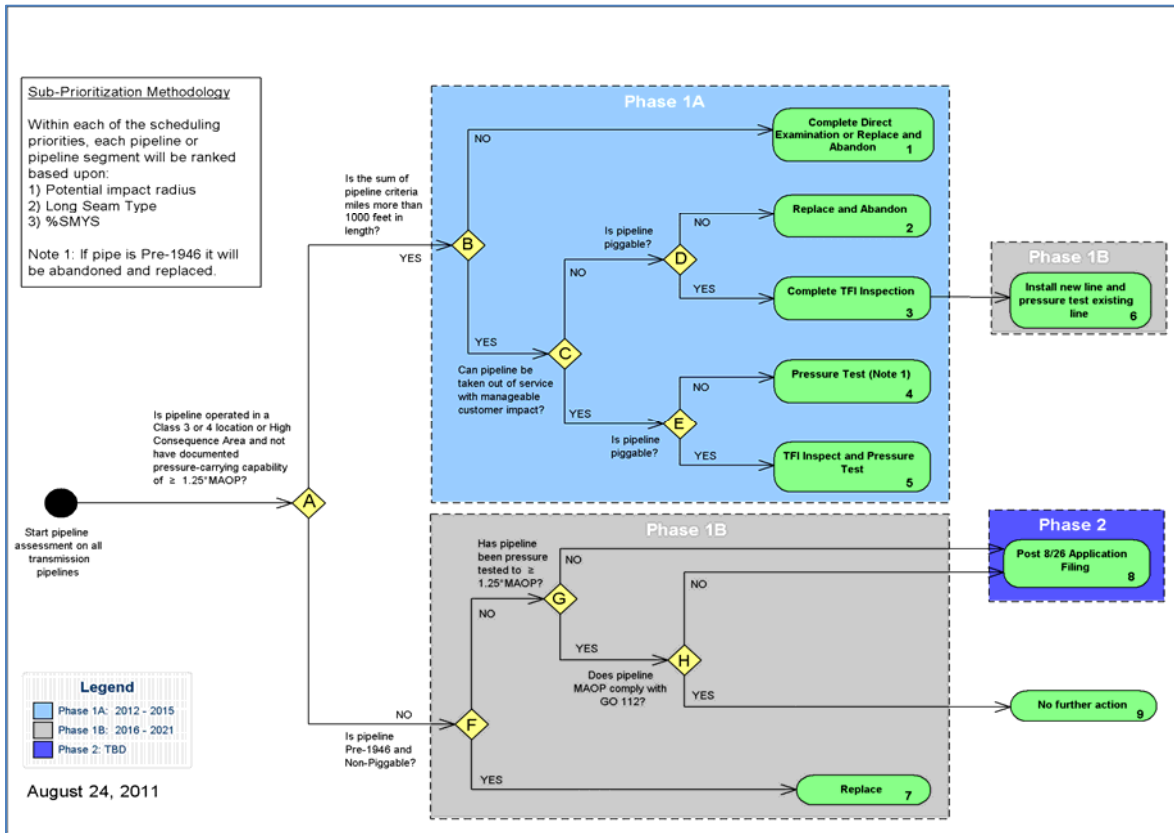 Sub-Prioritization Methodology
Within each of the scheduling
priorities, each pipeline or
pipeline segment will be ranked
based upon:
1) Potential impact radius
2) Long Seam Type
3) %SMYS
Note 1: If pipe is Pre-1946 it will
be abandoned and replaced.
Phase 1A
Complete Direct
Examination or Replace and
Abandon
1
NO
Is the sum of
pipeline criteria
miles more than
1000 feet in
length?
YES
B
Replace and Abandon
2
NO
Is pipeline
piggable?
D
YES
Complete TFI Inspection
3
NO
Phase 1B
Install new line and
pressure test existing
line
6
YES
C
Can pipeline be
taken out of service
with manageable
customer impact?
YES
Pressure Test (Note 1)
4
NO
E
Is pipeline
piggable?
YES
TFI Inspect and Pressure
Test
5
Is pipeline operated in a
Class 3 or 4 location or High
Consequence Area and not
have documented
pressure-carrying capability
of ≥ 1.25*MAOP?
A
Start pipeline
assessment on all
transmission
pipelines
Phase 1B
Has pipeline
been pressure
tested to ≥
1.25*MAOP?
NO
G
NO
YES
Does pipeline
MAOP comply with
GO 112?
H
NO
YES
Phase 2
Post 8/26 Application
Filing
8
No further action
9
NO
Is pipeline
Pre-1946 and
Non-Piggable?
F
YES
Replace
7
Legend
Phase 1A: 2012 - 2015
Phase 1B: 2016 - 2021
Phase 2: TBD
August 24, 2011